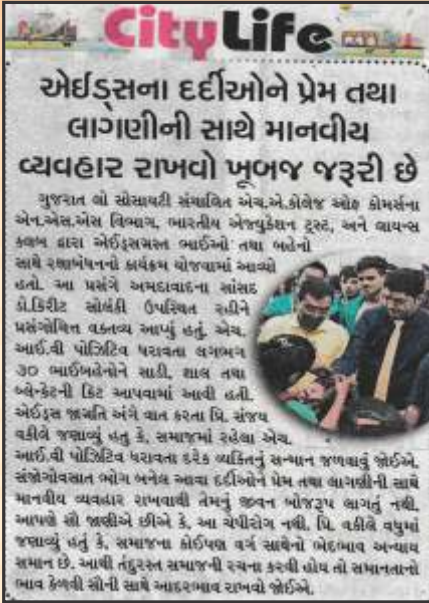 City Life
એઈડ્સના દર્દીઓને પ્રેમ તથા
લાગણીની સાથે માનવીય
વ્યવહાર રાખવો ખૂબજ જરૂરી છે
ગુજરાત લો સોસાયટી સંચાલિત એચ.એ.કોલેજ ઓફ કોમર્સના
એન.એસ.એસ વિભાગ, ભારતીય એજ્યુકેશન ટ્રસ્ટ, અને લાયન્સ
ક્લબ દ્વારા એઈડ્સગ્રસ્ત ભાઈઓ તથા બહેનો
સાથે રક્ષાબંધનનો કાર્યક્રમ યોજવામાં આવ્યો
હતો. આ પ્રસંગે અમદાવાદના સાંસદ
ડો.કિરીટ સોલંકી ઉપસ્થિત રહીને
પ્રસંગોચિત વક્તવ્ય આપ્યું હતું. એચ.
આઈ.વી પોઝિટિવ ધરાવતા લગભગ
૩૦ ભાઈબહેનોને સાડી, શાલ તથા
બ્લેન્કેટની કિટ આપવામાં આવી હતી.
એઈડ્સ જાગૃતિ અંગે વાત કરતા પ્રિ. સંજય
વકીલે જણાવ્યું હતુ કે, સમાજમાં રહેલા એચ.
આઈ.વી પોઝિટિવ ધરાવતા દરેક વ્યક્તિનું સન્માન જળવાવું જોઈએ.
સંજોગોવસાત ભોગ બનેલ આવા દર્દીઓને પ્રેમ તથા લાગણીની સાથે
માનવીય વ્યવહાર રાખવાથી તેમનું જીવન બોજરૂપ લાગતું નથી.
આપણે સૌ જાણીએ છીએ કે, આ ચેપીરોગ નથી. પ્રિ. વકીલે વધુમાં
જણાવ્યું હતું કે, સમાજના કોઈપણ વર્ગ સાથેનો ભેદભાવ અન્યાય
સમાન છે. આથી તંદુરસ્ત સમાજની રચના કરવી હોય તો સમાનતાનો
ભાવ કેળવી સૌની સાથે આદરભાવ રાખવો જોઈએ.